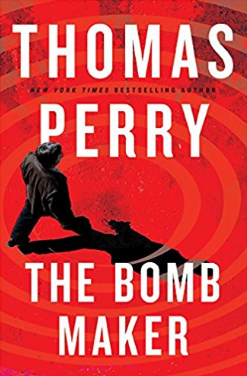 THOMAS
NEW YORK TIMES BESTSELLING AUTHOR
PERRY
THE BOMB
MAKER